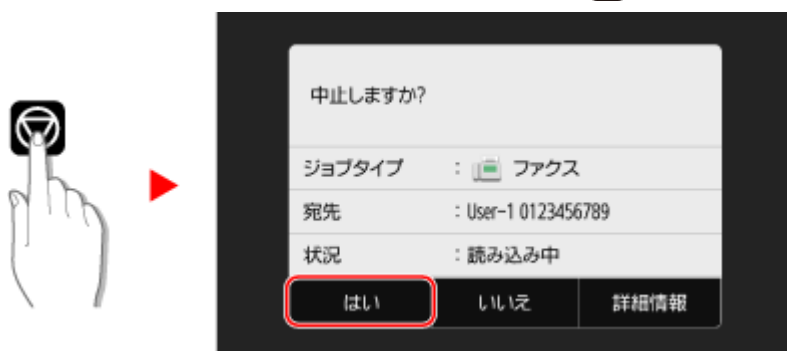 中止しますか?
ジョブタイプ : ファクス
宛先 : User-1 0123456789
状況 : 読み込み中
はい いいえ 詳細情報